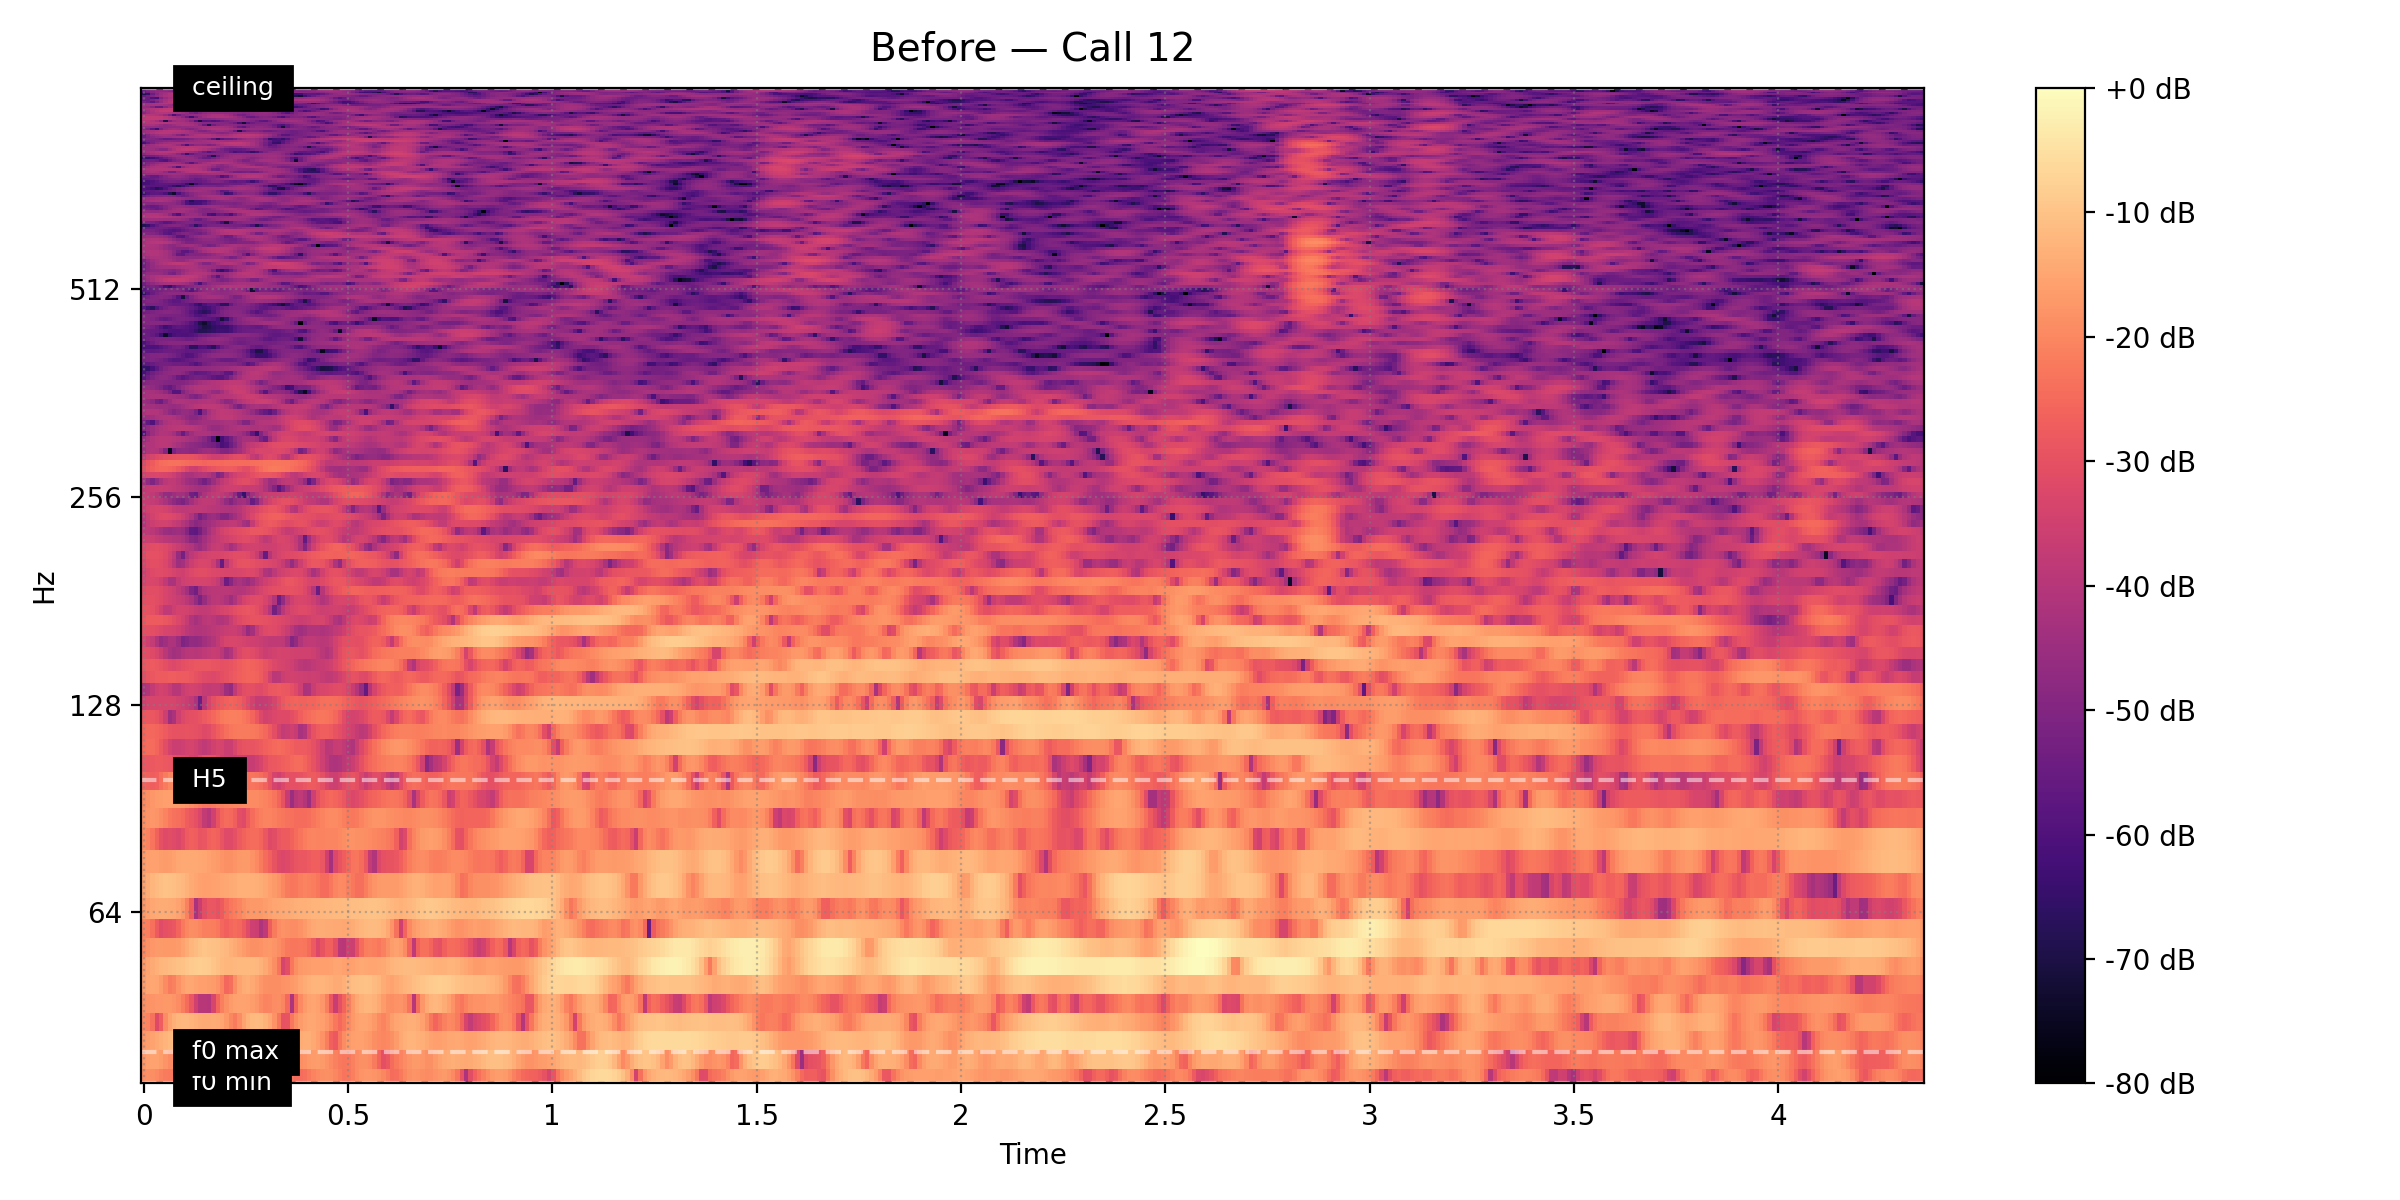 Before — Call 12
ceiling
+0 dB
-10 dB
-20 dB
-30 dB
-40 dB
-50 dB
-60 dB
-70 dB
-80 dB
512
256
128
64
Hz
H5
f0 max
f0 min
0 0.5 1 1.5 2 2.5 3 3.5 4
Time